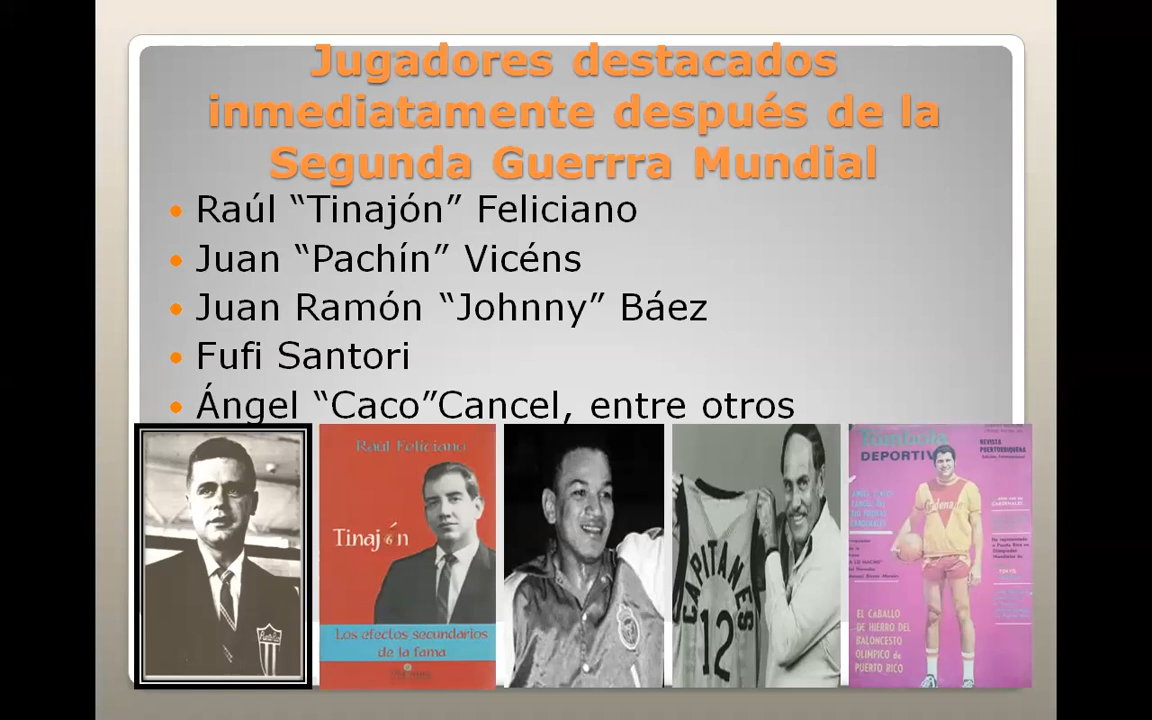 Jugadores destacados
inmediatamente después de la
Segunda Guerrra Mundial
• Raúl “Tinajón” Feliciano
• Juan “Pachín” Vicéns
• Juan Ramón “Johnny” Báez
• Fufi Santori
• Ángel “Caco”Cancel, entre otros
Raúl Feliciano
Tinajón
Los efectos secundarios
de la fama
CAPITANES
12
DEPORTIVA
REVISTA
PUERTORRIQUEÑA
EL CABALLO
DE HIERRO DEL
BALONCESTO
OLIMPICO de
PUERTO RICO